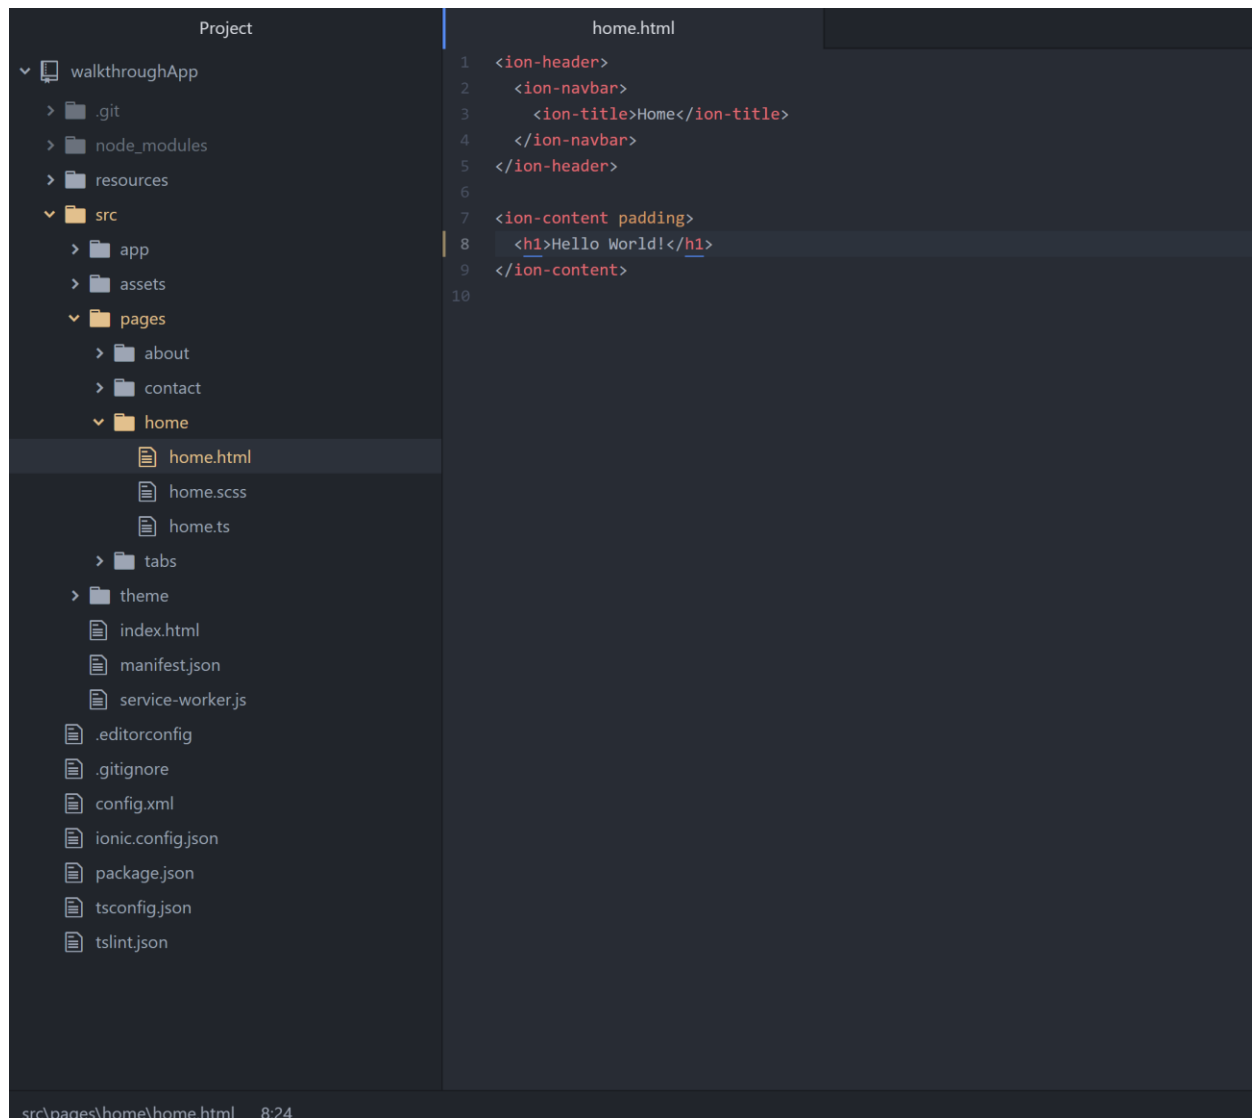 Project
walkthroughApp
.git
node_modules
resources
src
app
assets
pages
about
contact
home
home.html
home.scss
home.ts
tabs
theme
index.html
manifest.json
service-worker.js
.editorconfig
.gitignore
config.xml
ionic.config.json
package.json
tsconfig.json
tslint.json
home.html
1 <ion-header>
2   <ion-navbar>
3     <ion-title>Home</ion-title>
4   </ion-navbar>
5 </ion-header>
6
7 <ion-content padding>
8   <h1>Hello World!</h1>
9 </ion-content>
10
src\pages\home\home.html 8:24